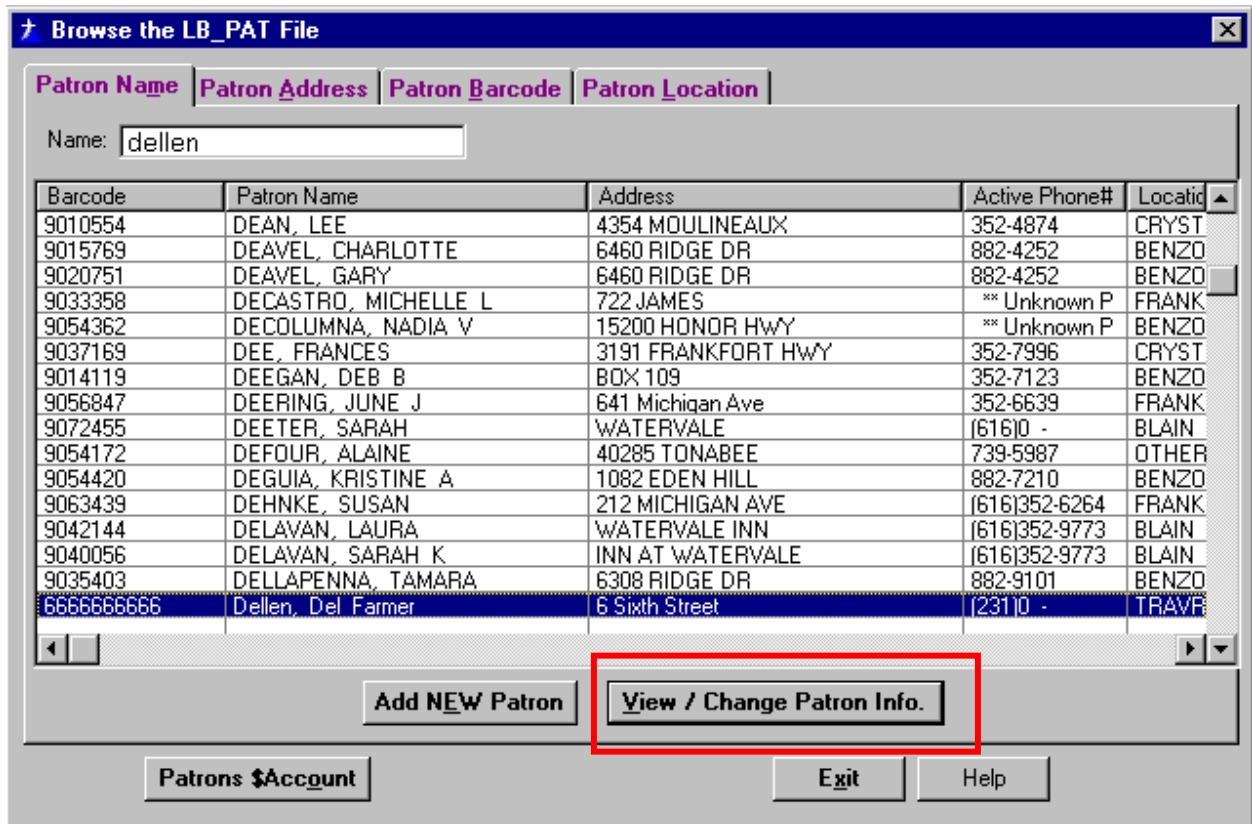 Browse the LB_PAT File
Patron Name Patron Address Patron Barcode Patron Location
Name: dellen
Barcode Patron Name Address Active Phone# Locatio
9010554 DEAN, LEE 4354 MOULINEAUX 352-4874 CRYST
9015769 DEAVEL, CHARLOTTE 6460 RIDGE DR 882-4252 BENZO
9020751 DEAVEL, GARY 6460 RIDGE DR 882-4252 BENZO
9033358 DECASTRO, MICHELLE L 722 JAMES ** Unknown P FRANK
9054362 DECOLUMNA, NADIA V 15200 HONOR HWY ** Unknown P BENZO
9037169 DEE, FRANCES 3191 FRANKFORT HWY 352-7996 CRYST
9014119 DEEGAN, DEB B BOX 109 352-7123 BENZO
9056847 DEERING, JUNE J 641 Michigan Ave 352-6639 FRANK
9072455 DEETER, SARAH WATERVALE (616)0 - BLAIN
9054172 DEFOUR, ALAINE 40285 TONABEE 739-5987 OTHER
9054420 DEGUIA, KRISTINE A 1082 EDEN HILL 882-7210 BENZO
9063439 DEHNKE, SUSAN 212 MICHIGAN AVE (616)352-6264 FRANK
9042144 DELAVAN, LAURA WATERVALE INN (616)352-9773 BLAIN
9040056 DELAVAN, SARAH K INN AT WATERVALE (616)352-9773 BLAIN
9035403 DELLAPENNA, TAMARA 6308 RIDGE DR 882-9101 BENZO
6666666666 Dellen, Del Farmer 6 Sixth Street (231)0 - TRAVR
Add NEW Patron View / Change Patron Info.
Patrons $Account Exit Help